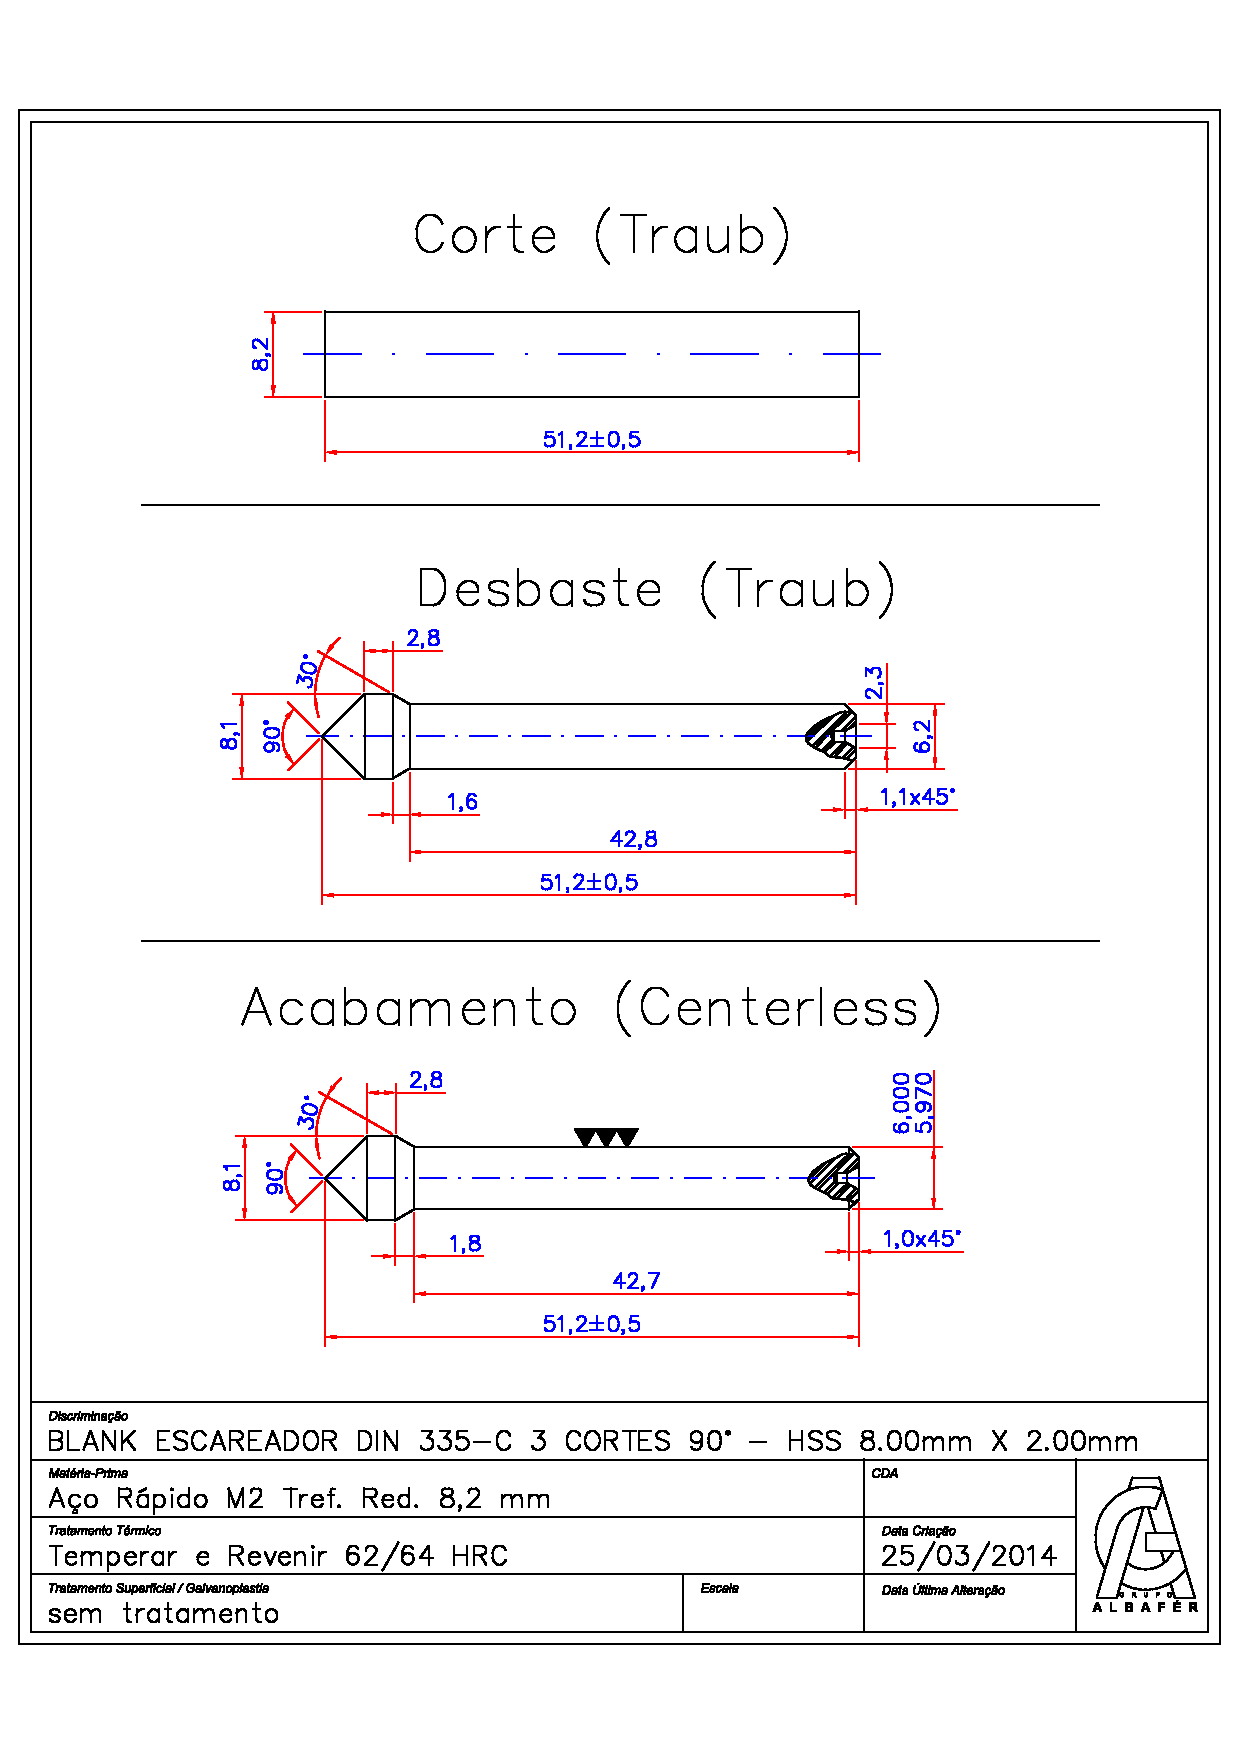 Corte (Traub)
8,2
51,2±0,5
Desbaste (Traub)
2,8
30°
2,3
8,1
90°
6,2
1,6
1,1x45°
42,8
51,2±0,5
Acabamento (Centerless)
2,8
30°
6,000
5,970
8,1
90°
1,8
1,0x45°
42,7
51,2±0,5
Discriminação
BLANK ESCAREADOR DIN 335-C 3 CORTES 90° - HSS 8.00mm X 2.00mm
Matéria-Prima
CDA
Aço Rápido M2 Tref. Red. 8,2 mm
Tratamento Térmico
Data Criação
Temperar e Revenir 62/64 HRC
25/03/2014
Tratamento Superficial / Galvanoplastia
Escala
Data Última Alteração
sem tratamento
GRUPO
ALBAFÉR